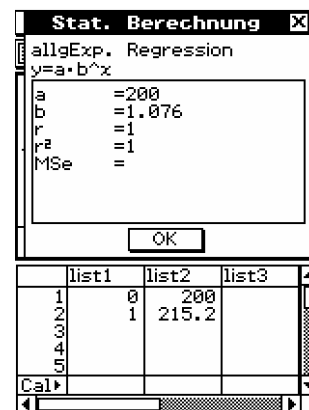 Stat. Berechnung
allgExp. Regression
y=a·b^x
a =200
b =1.076
r =1
r² =1
MSe =
OK
list1 list2 list3
1 0 200
2 1 215.2
3
4
5
Cal▶